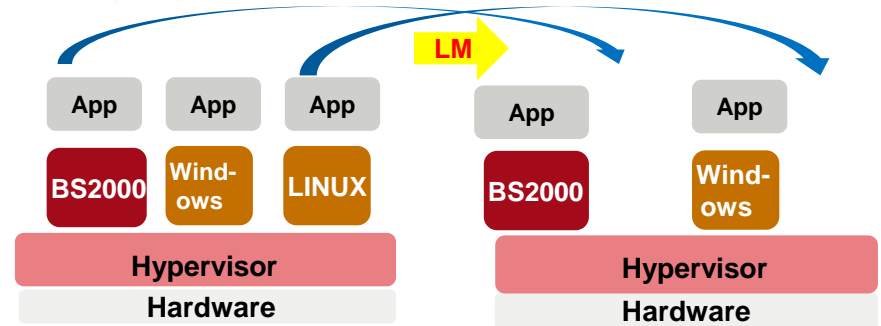 LM
App
App
App
App
App
BS2000
Wind-
ows
LINUX
BS2000
Wind-
ows
Hypervisor
Hypervisor
Hardware
Hardware